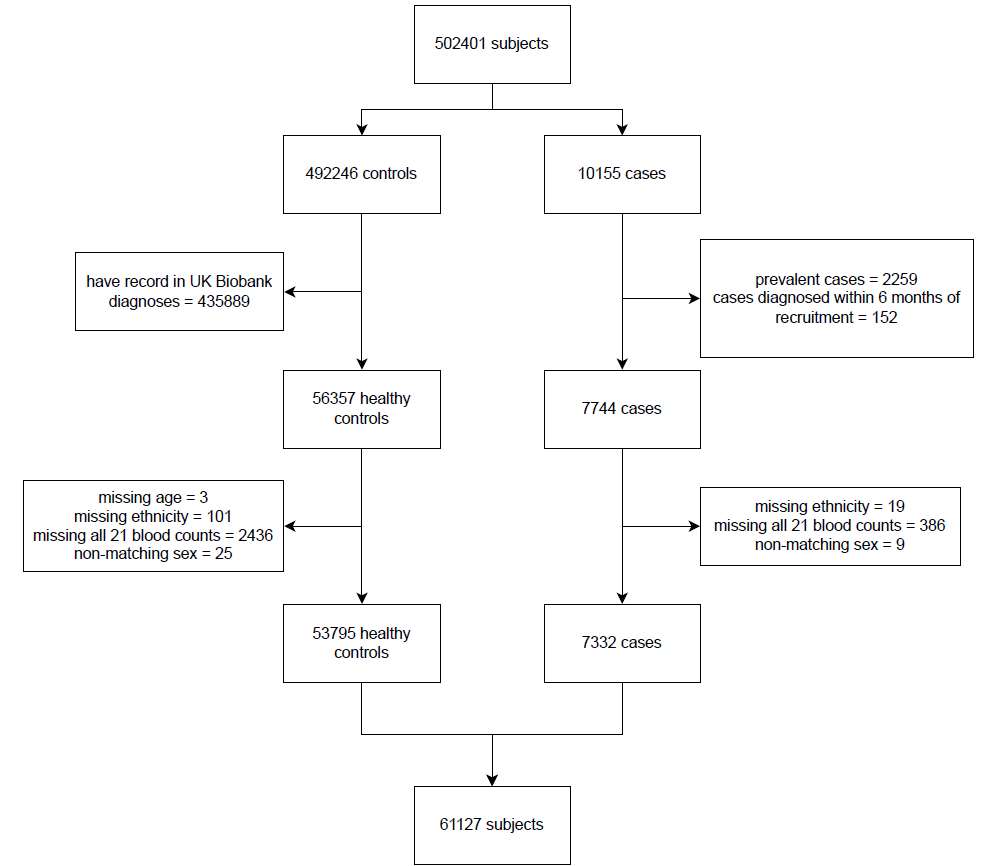 502401 subjects
492246 controls
10155 cases
have record in UK Biobank
diagnoses = 435889
prevalent cases = 2259
cases diagnosed within 6 months of
recruitment = 152
56357 healthy
controls
7744 cases
missing age = 3
missing ethnicity = 101
missing all 21 blood counts = 2436
non-matching sex = 25
missing ethnicity = 19
missing all 21 blood counts = 386
non-matching sex = 9
53795 healthy
controls
7332 cases
61127 subjects